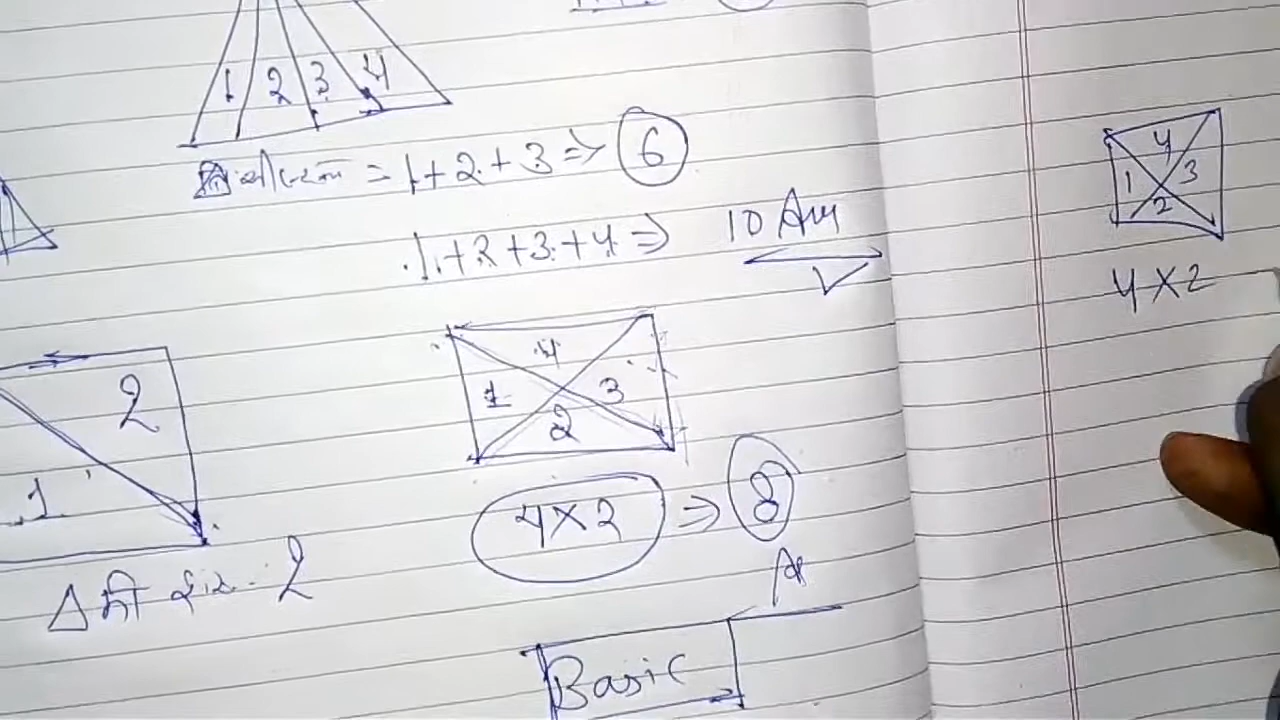 1 2 3 4
= 1+2+3 => 6
1+2+3+4 => 10 Ans
2
1
4
1 3
2
4×2 => 8
Δ की सं. 2
Basic
4
1 3
2
4×2